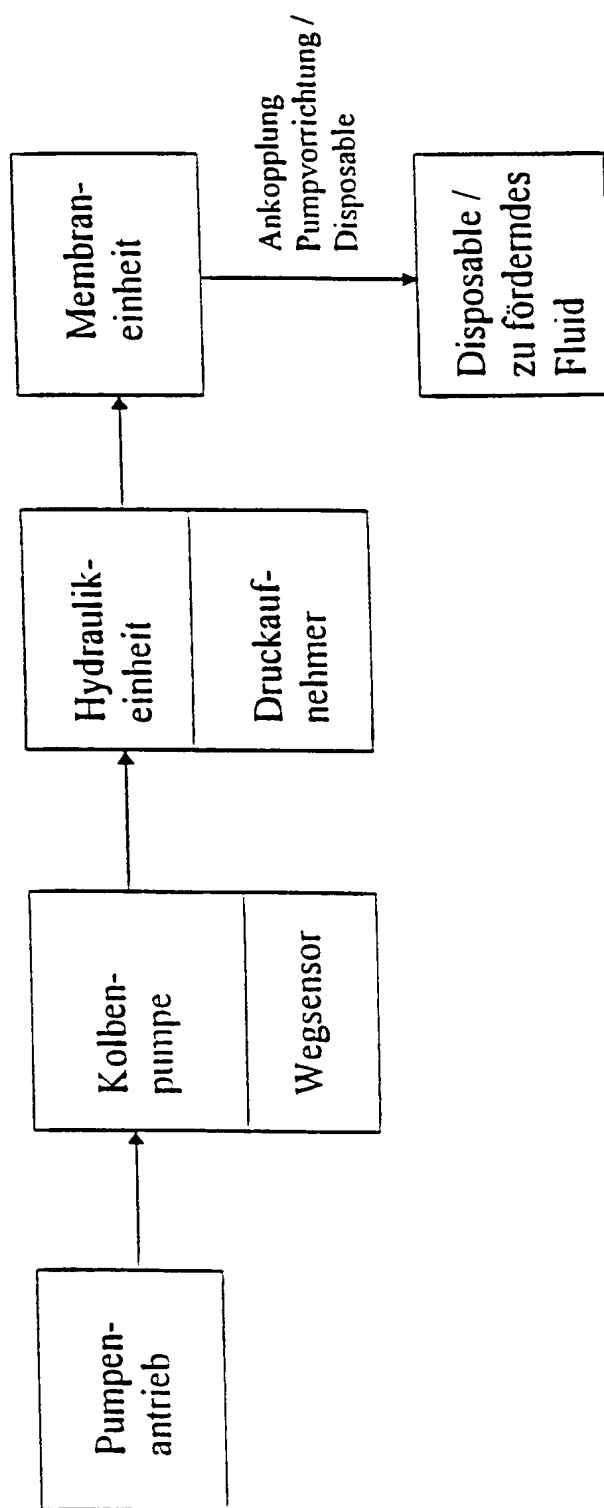 Pumpen-
antrieb
Kolben-
pumpe
Wegsensor
Hydraulik-
einheit
Druckauf-
nehmer
Membran-
einheit
Ankopplung
Pumpvorrichtung /
Disposable
Disposable /
zu förderndes
Fluid